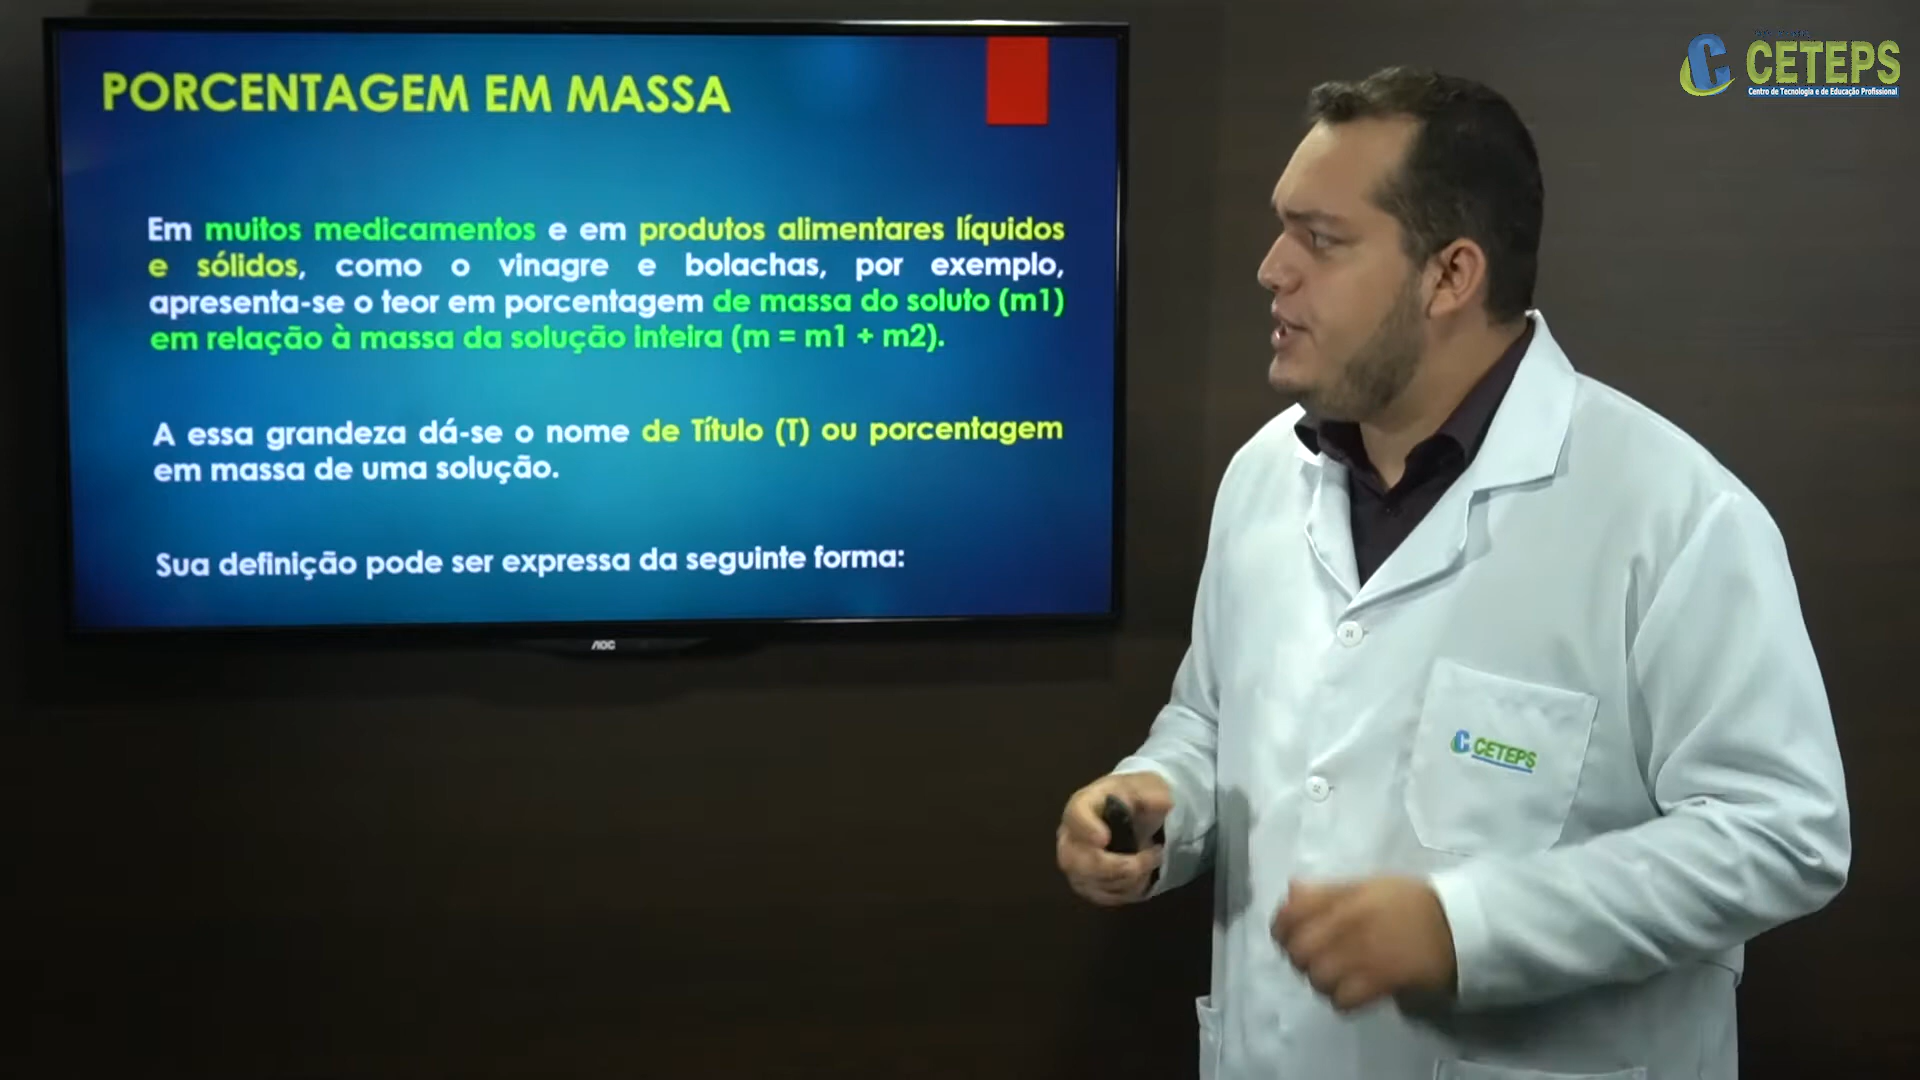 PORCENTAGEM EM MASSA
Em muitos medicamentos e em produtos alimentares líquidos
e sólidos, como o vinagre e bolachas, por exemplo,
apresenta-se o teor em porcentagem de massa do soluto (m1)
em relação à massa da solução inteira (m = m1 + m2).
A essa grandeza dá-se o nome de Título (T) ou porcentagem
em massa de uma solução.
Sua definição pode ser expressa da seguinte forma:
AOC
C CETEPS
Centro de Tecnologia e de Educação Profissional
C CETEPS